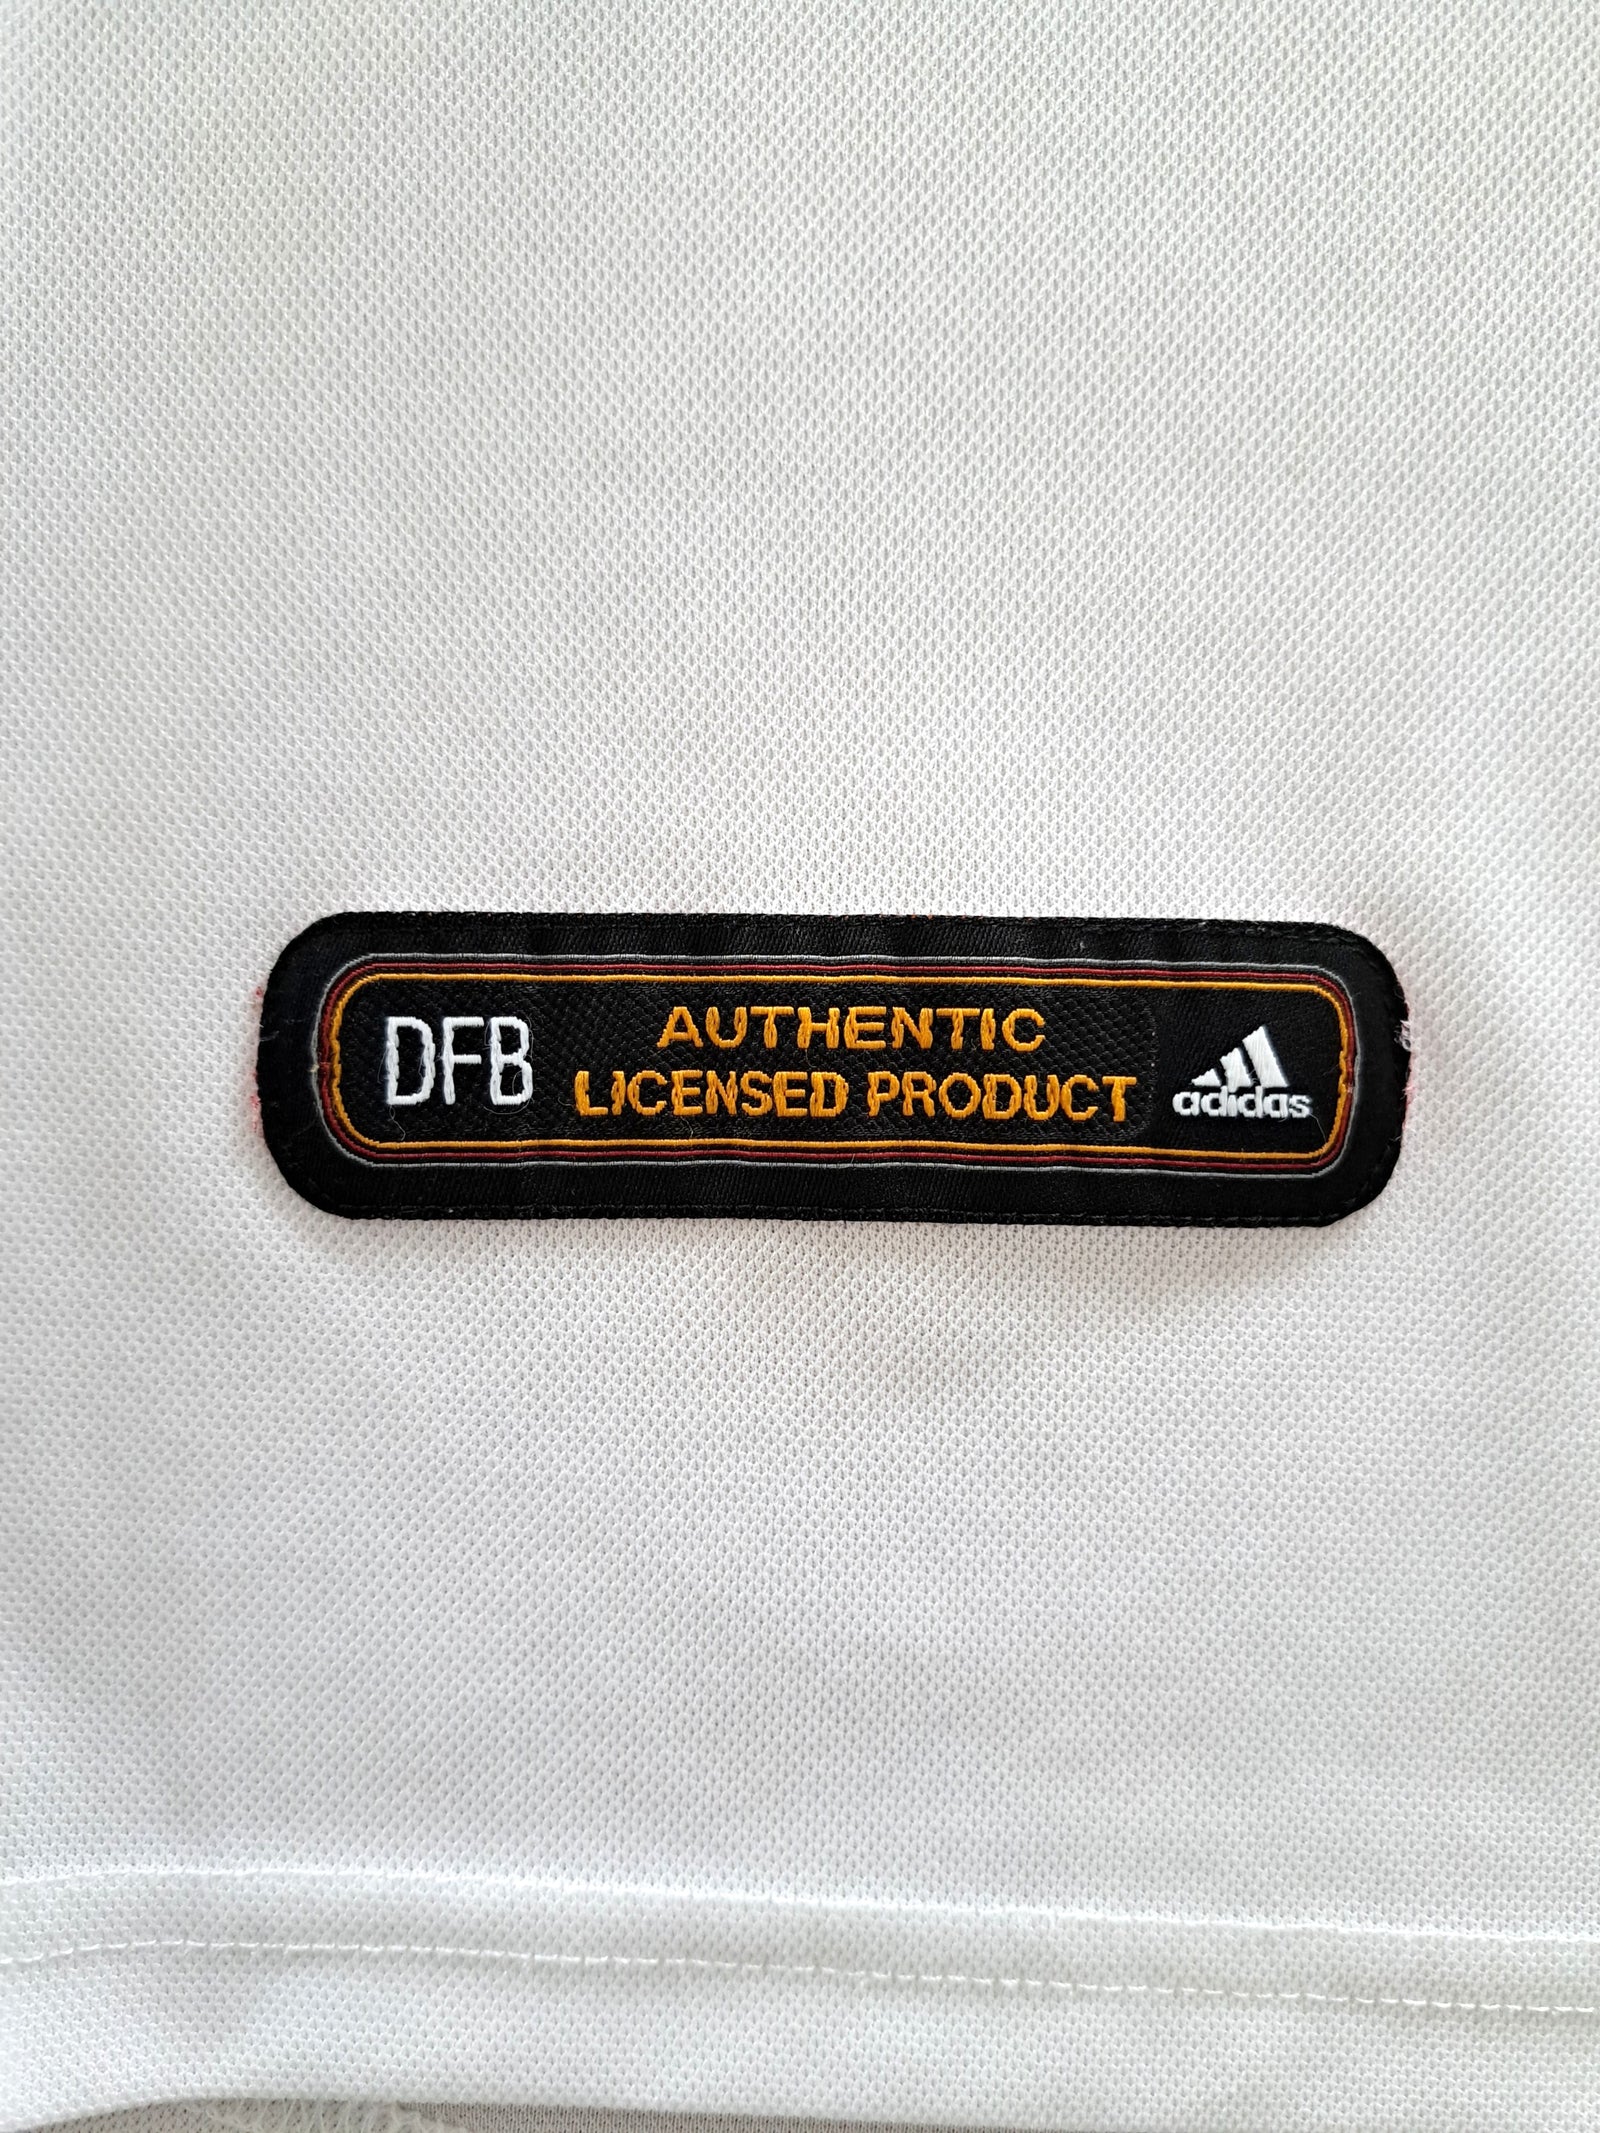 DFB
AUTHENTIC
LICENSED PRODUCT
adidas